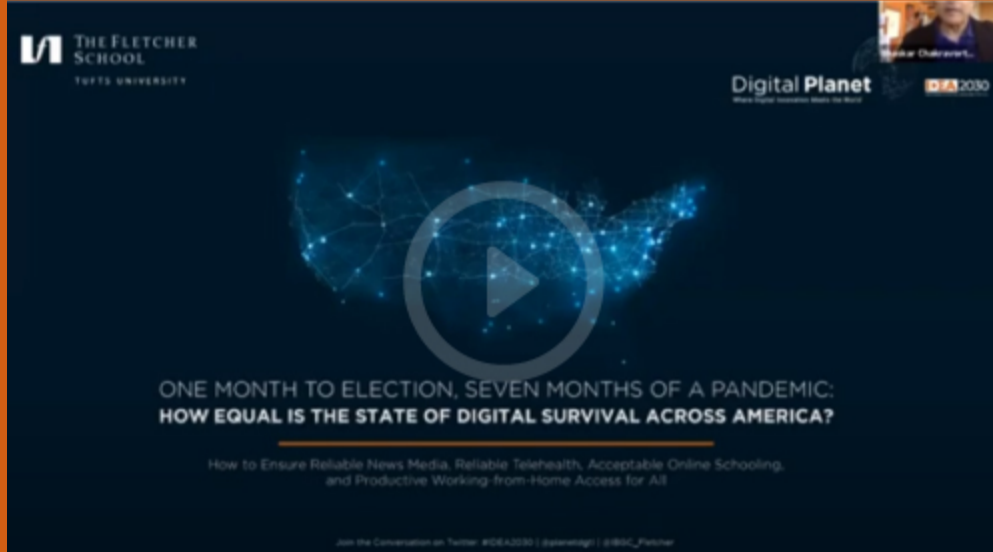 THE FLETCHER
SCHOOL
TUFTS UNIVERSITY
Chakravort...
Digital Planet
Where Digital Innovation Meets the World
IDEA2030
ONE MONTH TO ELECTION, SEVEN MONTHS OF A PANDEMIC:
HOW EQUAL IS THE STATE OF DIGITAL SURVIVAL ACROSS AMERICA?
How to Ensure Reliable News Media, Reliable Telehealth, Acceptable Online Schooling,
and Productive Working-from-Home Access for All
Join the Conversation on Twitter: #IDEA2030 | @planetdgtl | @IBGC_Fletcher